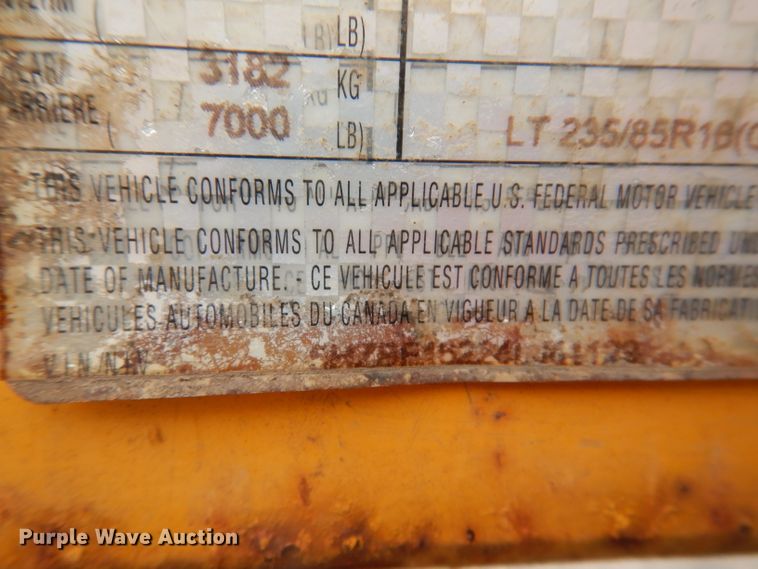 LB)
3182 KG
ARRIERE ( 7000 LB) LT 235/85R16(
THIS VEHICLE CONFORMS TO ALL APPLICABLE U.S. FEDERAL MOTOR VEHICLE
THIS VEHICLE CONFORMS TO ALL APPLICABLE STANDARDS PRESCRIBED
DATE OF MANUFACTURE. - CE VEHICULE EST CONFORME A TOUTES LES NORMES
VEHICULES AUTOMOBILES DU CANADA EN VIGUEUR A LA DATE DE SA FABRICATI
V.I.N./N.I.V.
Purple Wave Auction